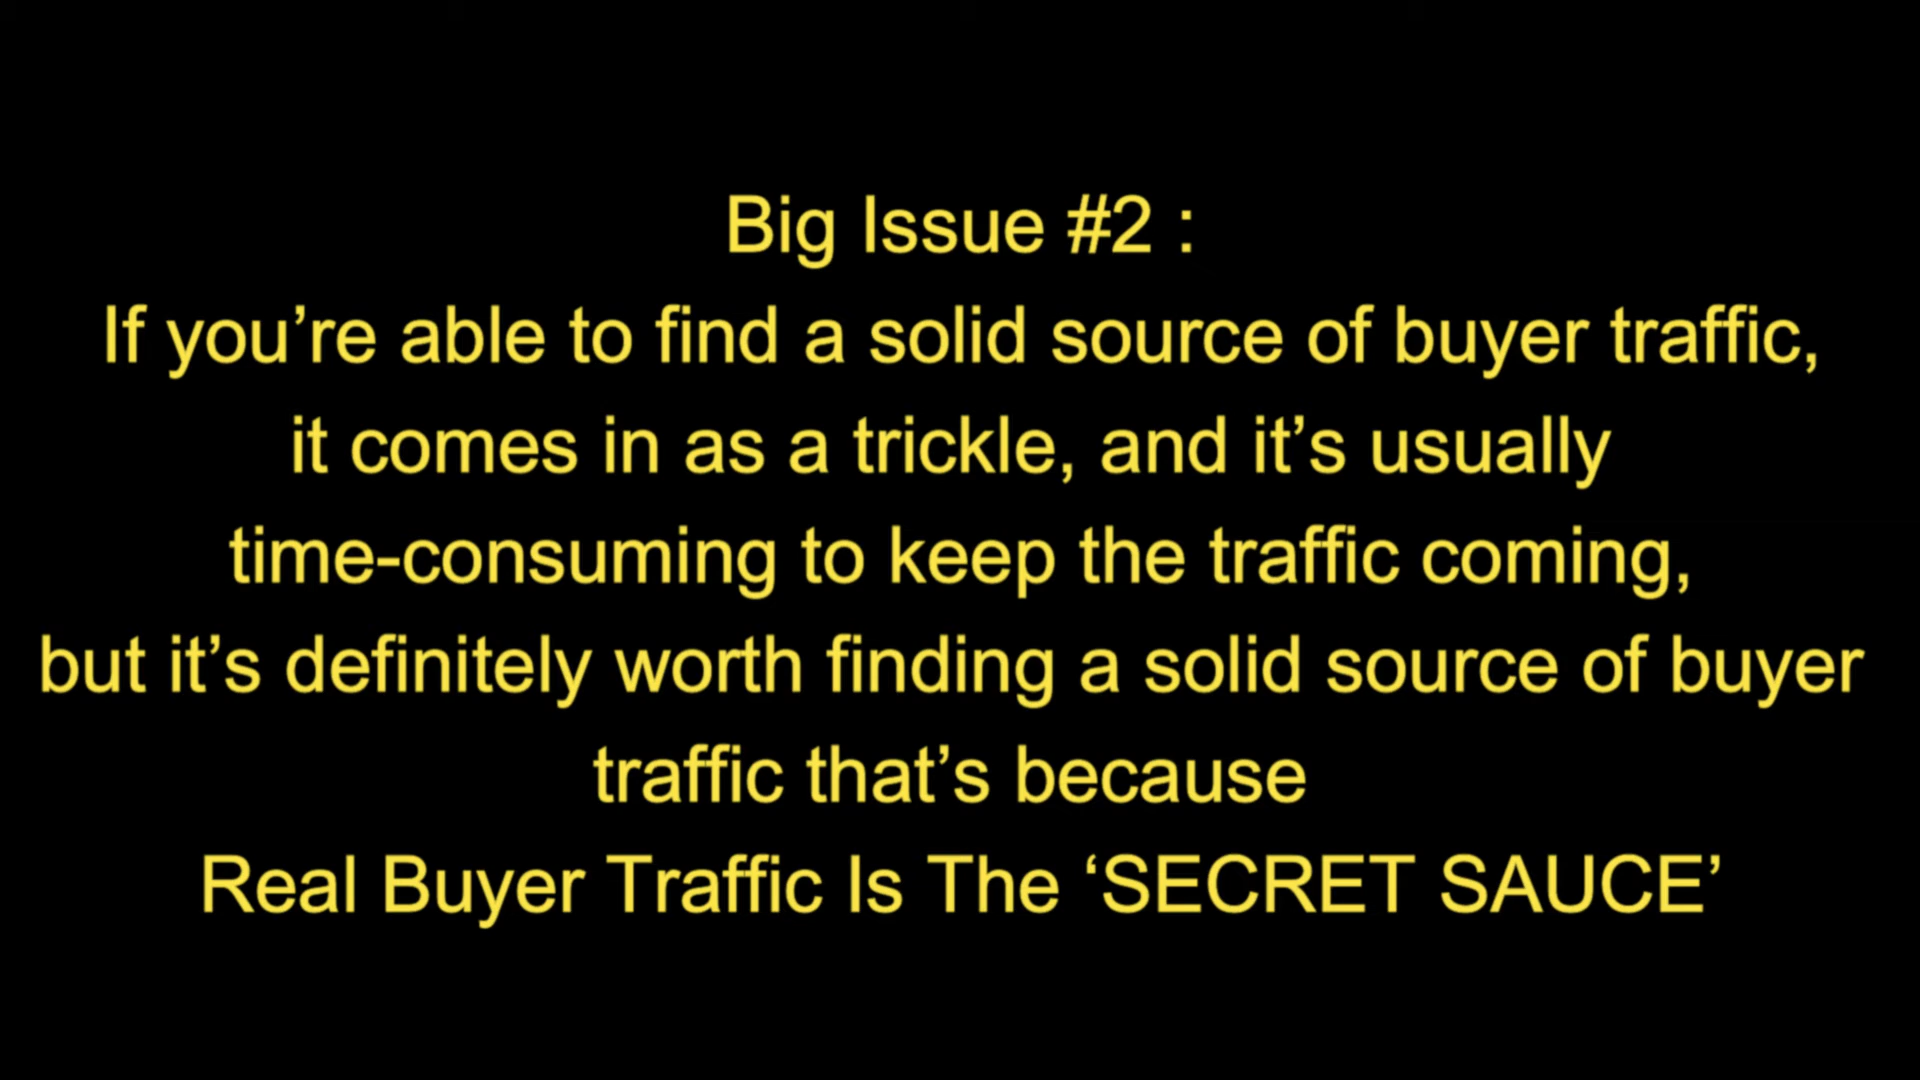 Big Issue #2 :
If you’re able to find a solid source of buyer traffic,
it comes in as a trickle, and it’s usually
time-consuming to keep the traffic coming,
but it’s definitely worth finding a solid source of buyer
traffic that’s because
Real Buyer Traffic Is The ‘SECRET SAUCE’